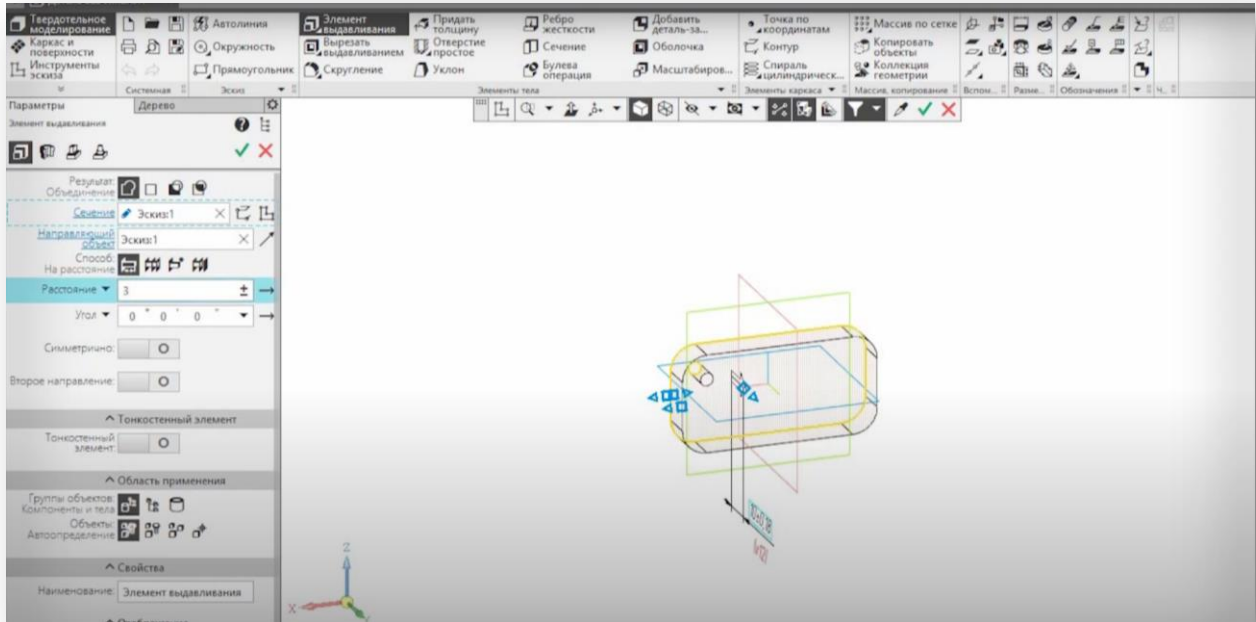 Твердотельное моделирование
Каркас и поверхности
Инструменты эскиза
Системная
Автолиния
Окружность
Прямоугольник
Эскиз
Элемент выдавливания
Вырезать выдавливанием
Скругление
Придать толщину
Отверстие простое
Уклон
Ребро жесткости
Сечение
Булева операция
Добавить деталь-за...
Оболочка
Масштабиров...
Элементы тела
Точка по координатам
Контур
Спираль цилиндрическ...
Элементы каркаса
Массив по сетке
Копировать объекты
Коллекция геометрии
Массив, копирование
Вспом...
Разме...
Обозначения
Ч...
Параметры
Дерево
Элемент выдавливания
Результат:
Объединение
Сечение
Эскиз:1
Направляющий объект
Эскиз:1
Способ:
На расстояние
Расстояние
3
Угол
0 ° 0 ' 0 "
Симметрично:
Второе направление:
Тонкостенный элемент
Тонкостенный элемент:
Область применения
Группы объектов:
Компоненты и тела
Объекты:
Автоопределение
Свойства
Наименование:
Элемент выдавливания
Z
X